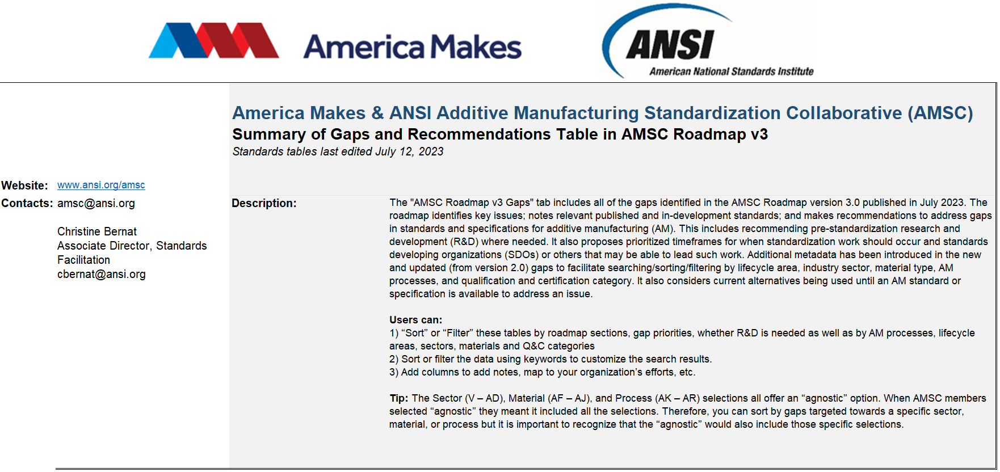 America Makes
ANSI
American National Standards Institute
America Makes & ANSI Additive Manufacturing Standardization Collaborative (AMSC)
Summary of Gaps and Recommendations Table in AMSC Roadmap v3
Standards tables last edited July 12, 2023
Website: www.ansi.org/amsc
Contacts: amsc@ansi.org
Christine Bernat
Associate Director, Standards
Facilitation
cbernat@ansi.org
Description:
The "AMSC Roadmap v3 Gaps" tab includes all of the gaps identified in the AMSC Roadmap version 3.0 published in July 2023. The
roadmap identifies key issues; notes relevant published and in-development standards; and makes recommendations to address gaps
in standards and specifications for additive manufacturing (AM). This includes recommending pre-standardization research and
development (R&D) where needed. It also proposes prioritized timeframes for when standardization work should occur and standards
developing organizations (SDOs) or others that may be able to lead such work. Additional metadata has been introduced in the new
and updated (from version 2.0) gaps to facilitate searching/sorting/filtering by lifecycle area, industry sector, material type, AM
processes, and qualification and certification category. It also considers current alternatives being used until an AM standard or
specification is available to address an issue.
Users can:
1) “Sort” or “Filter” these tables by roadmap sections, gap priorities, whether R&D is needed as well as by AM processes, lifecycle
areas, sectors, materials and Q&C categories
2) Sort or filter the data using keywords to customize the search results.
3) Add columns to add notes, map to your organization’s efforts, etc.
Tip: The Sector (V – AD), Material (AF – AJ), and Process (AK – AR) selections all offer an “agnostic” option. When AMSC members
selected “agnostic” they meant it included all the selections. Therefore, you can sort by gaps targeted towards a specific sector,
material, or process but it is important to recognize that the “agnostic” would also include those specific selections.